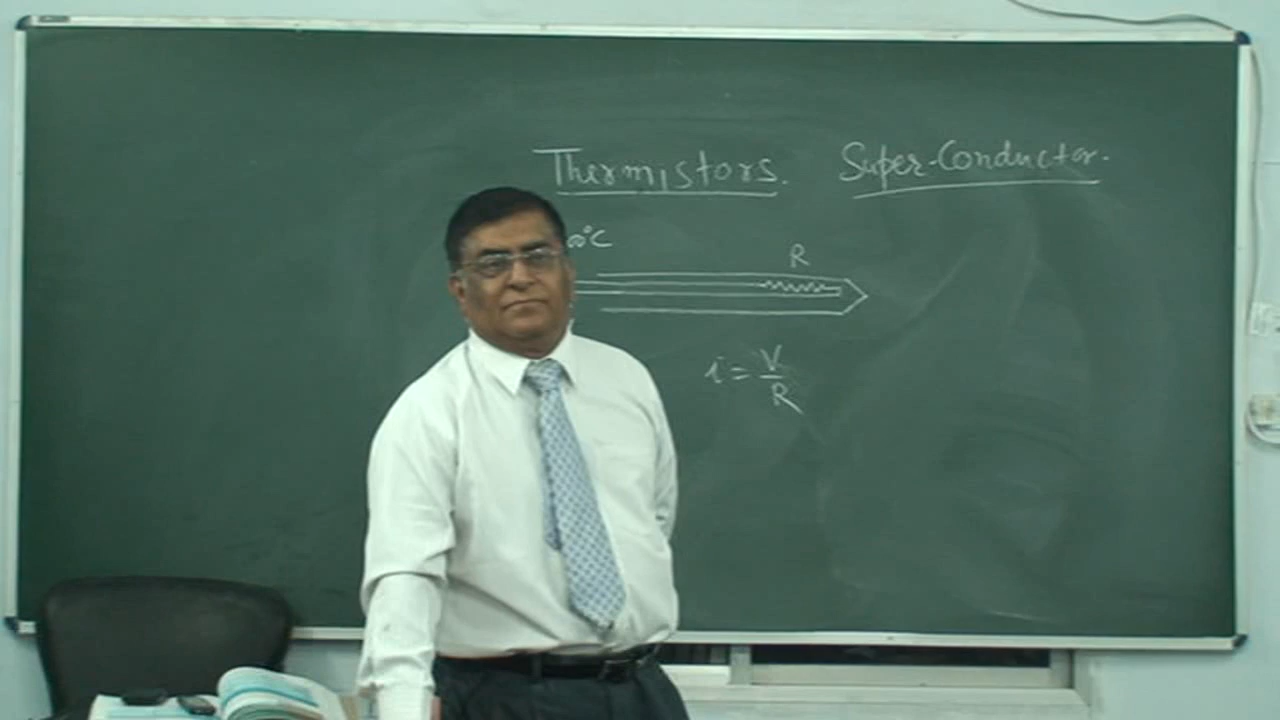 Thermistors. Super-Conductor.
°C
R
i = V/R